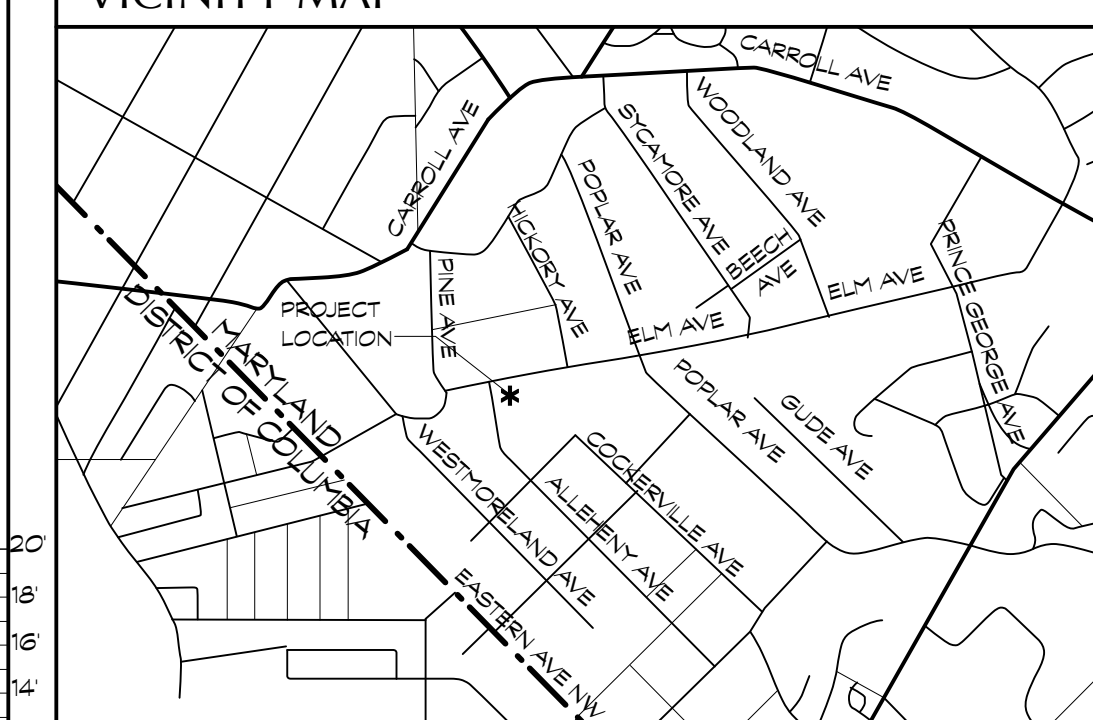 VICINITY MAP
CARROLL AVE
CARROLL AVE
WOODLAND AVE
SYCAMORE AVE
POPLAR AVE
HICKORY AVE
PINE AVE
BEECH
AVE
ELM AVE
ELM AVE
PRINCE GEORGE AVE
PROJECT
LOCATION
*
MARYLAND
DISTRICT OF COLUMBIA
POPLAR AVE
GUDE AVE
WESTMORELAND AVE
COCKERVILLE AVE
ALLEHENY AVE
EASTERN AVE NW
20'
18'
16'
14'